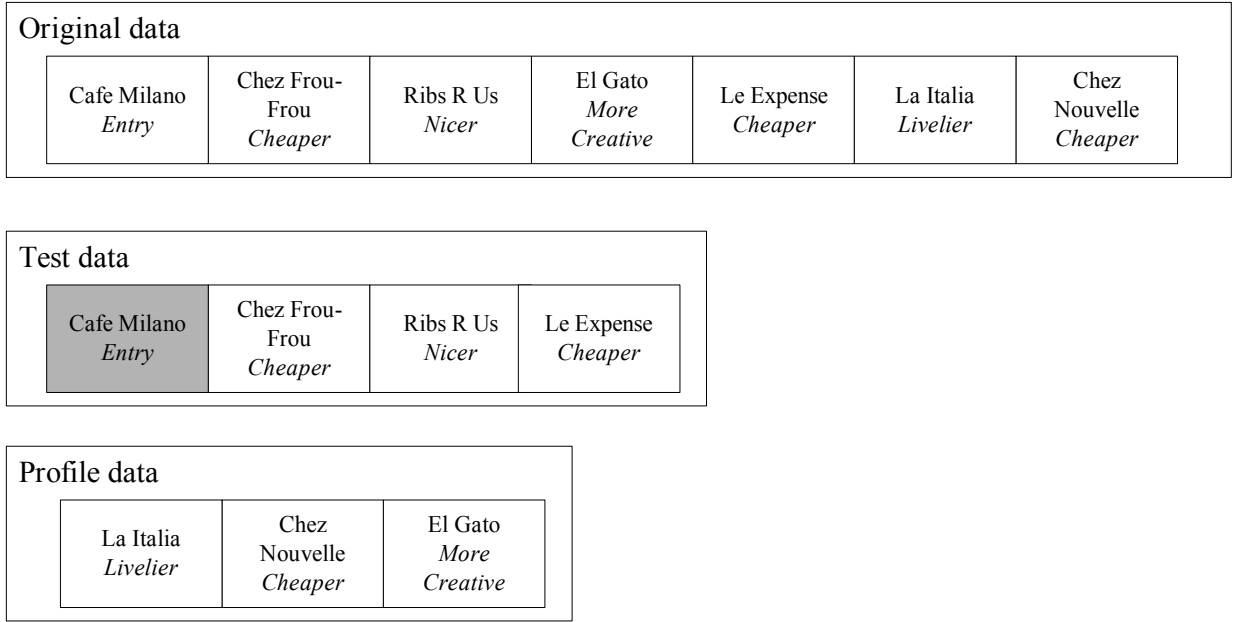 Original data
Cafe Milano
Entry
Chez Frou-
Frou
Cheaper
Ribs R Us
Nicer
El Gato
More
Creative
Le Expense
Cheaper
La Italia
Livelier
Chez
Nouvelle
Cheaper
Test data
Cafe Milano
Entry
Chez Frou-
Frou
Cheaper
Ribs R Us
Nicer
Le Expense
Cheaper
Profile data
La Italia
Livelier
Chez
Nouvelle
Cheaper
El Gato
More
Creative